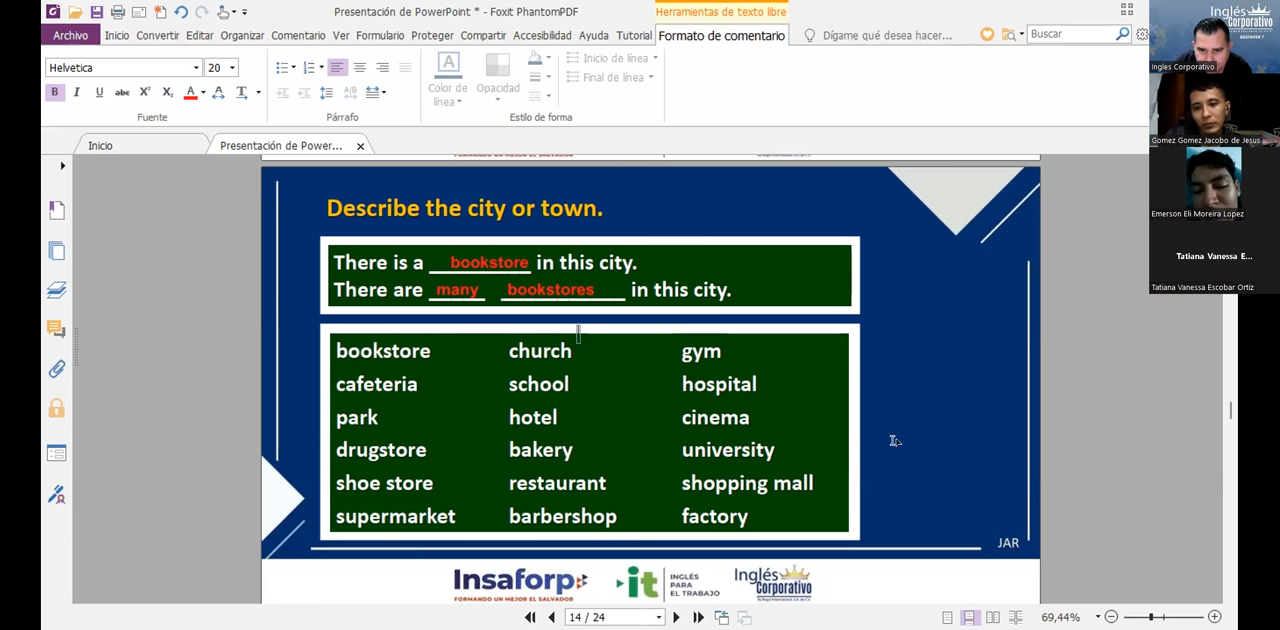 Presentación de PowerPoint * - Foxit PhantomPDF
Herramientas de texto libre
Archivo Inicio Convertir Editar Organizar Comentario Ver Formulario Proteger Compartir Accesibilidad Ayuda Tutorial Formato de comentario Dígame qué desea hacer... Buscar
Helvetica 20
Color de línea Opacidad
Inicio de línea
Final de línea
Fuente Párrafo Estilo de forma
Inicio Presentación de Power...
Describe the city or town.
There is a bookstore in this city.
There are many bookstores in this city.
bookstore church gym
cafeteria school hospital
park hotel cinema
drugstore bakery university
shoe store restaurant shopping mall
supermarket barbershop factory
JAR
Insaforp
FORMANDO UN MEJOR EL SALVADOR
it
INGLÉS
PARA
EL TRABAJO
Inglés
Corporativo
14 / 24
69,44%
Inglés
Corporativo
Ingles Corporativo
Gomez Gomez Jacobo de Jesus
Emerson Eli Moreira Lopez
Tatiana Vanessa E...
Tatiana Vanessa Escobar Ortiz